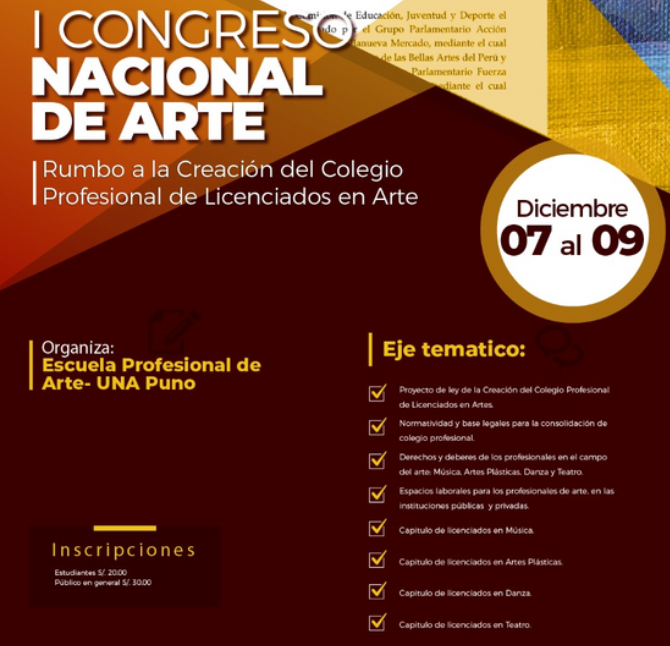 I CONGRESO
NACIONAL
DE ARTE
Rumbo a la Creación del Colegio
Profesional de Licenciados en Arte
de Educación, Juventud y Deporte el
el Grupo Parlamentario Acción
Mercado, mediante el cual
de las Bellas Artes del Perú y
Parlamentario Fuerza
el cual
Diciembre
07 al 09
Organiza:
Escuela Profesional de
Arte- UNA Puno
Inscripciones
Estudiantes S/. 20.00
Público en general S/. 30.00
Eje tematico:
Proyecto de ley de la Creación del Colegio Profesional
de Licenciados en Artes.
Normatividad y base legales para la consolidación de
colegio profesional.
Derechos y deberes de los profesionales en el campo
del arte: Música, Artes Plásticas, Danza y Teatro.
Espacios laborales para los profesionales de arte, en las
instituciones públicas y privadas.
Capitulo de licenciados en Música.
Capitulo de licenciados en Artes Plásticas.
Capitulo de licenciados en Danza.
Capitulo de licenciados en Teatro.